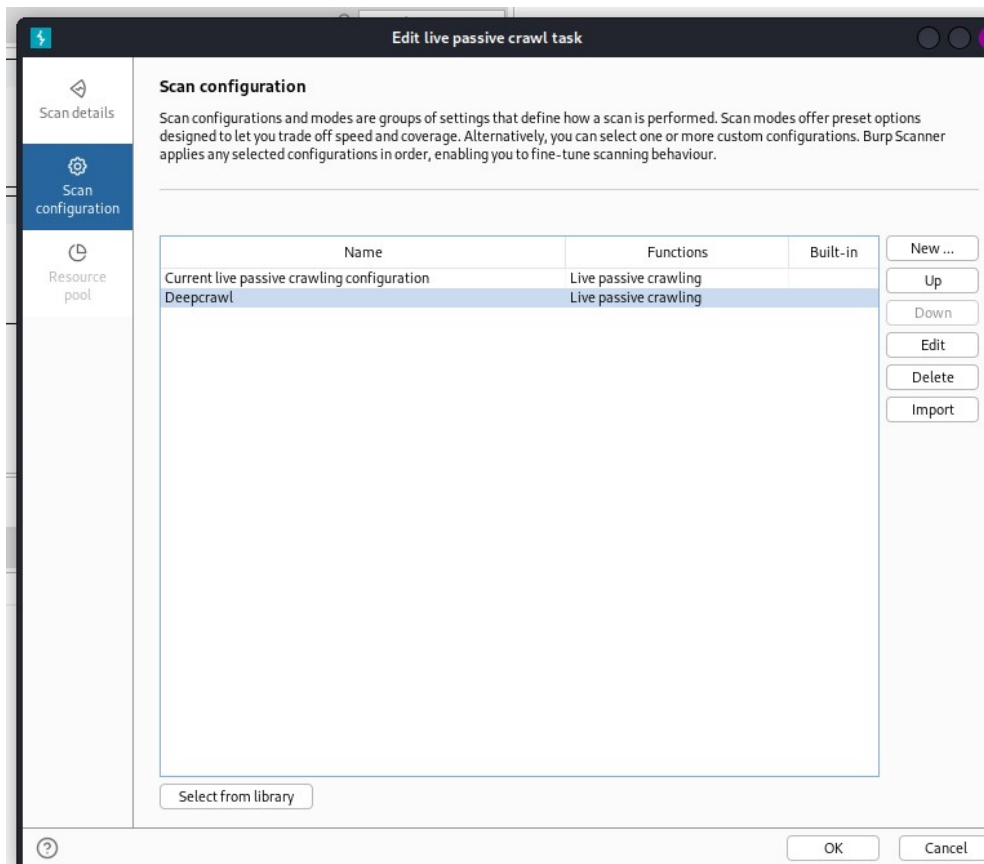 Edit live passive crawl task
Scan details
Scan
configuration
Resource
pool
Scan configuration
Scan configurations and modes are groups of settings that define how a scan is performed. Scan modes offer preset options
designed to let you trade off speed and coverage. Alternatively, you can select one or more custom configurations. Burp Scanner
applies any selected configurations in order, enabling you to fine-tune scanning behaviour.
Name Functions Built-in
Current live passive crawling configuration Live passive crawling
Deepcrawl Live passive crawling
New ...
Up
Down
Edit
Delete
Import
Select from library
OK Cancel